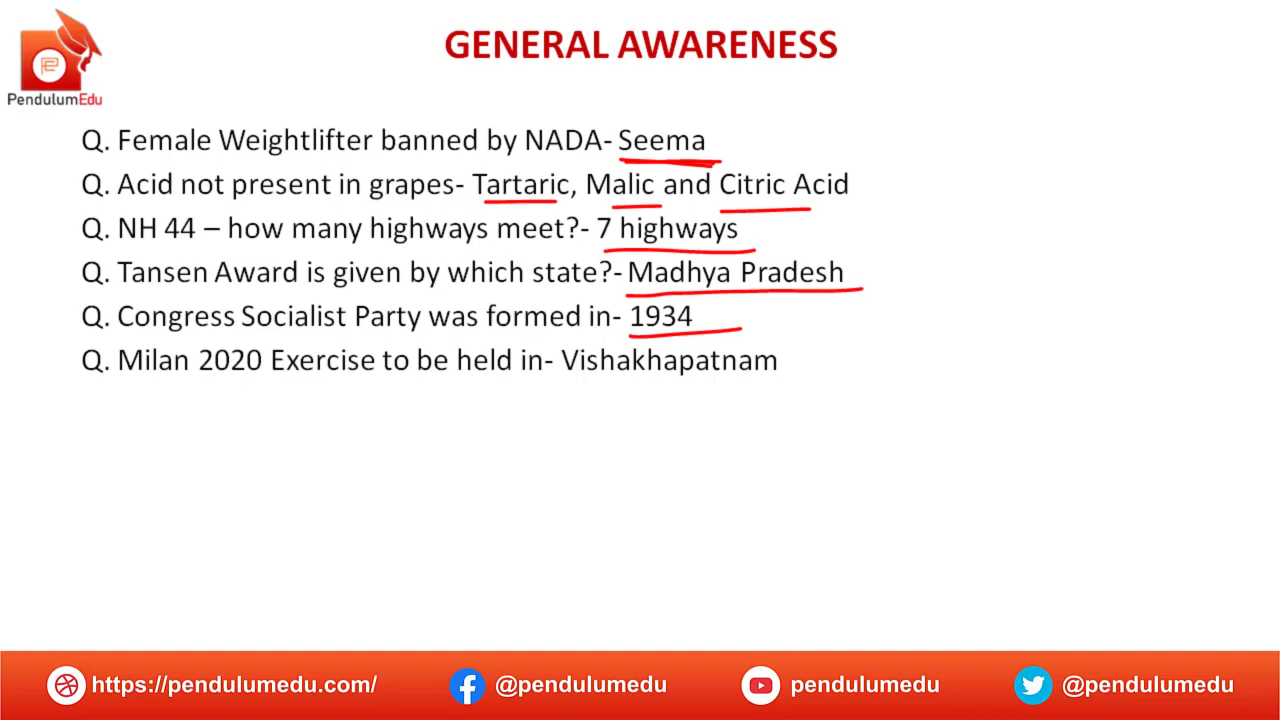 PendulumEdu
GENERAL AWARENESS
Q. Female Weightlifter banned by NADA- Seema
Q. Acid not present in grapes- Tartaric, Malic and Citric Acid
Q. NH 44 – how many highways meet?- 7 highways
Q. Tansen Award is given by which state?- Madhya Pradesh
Q. Congress Socialist Party was formed in- 1934
Q. Milan 2020 Exercise to be held in- Vishakhapatnam
https://pendulumedu.com/ @pendulumedu pendulumedu @pendulumedu